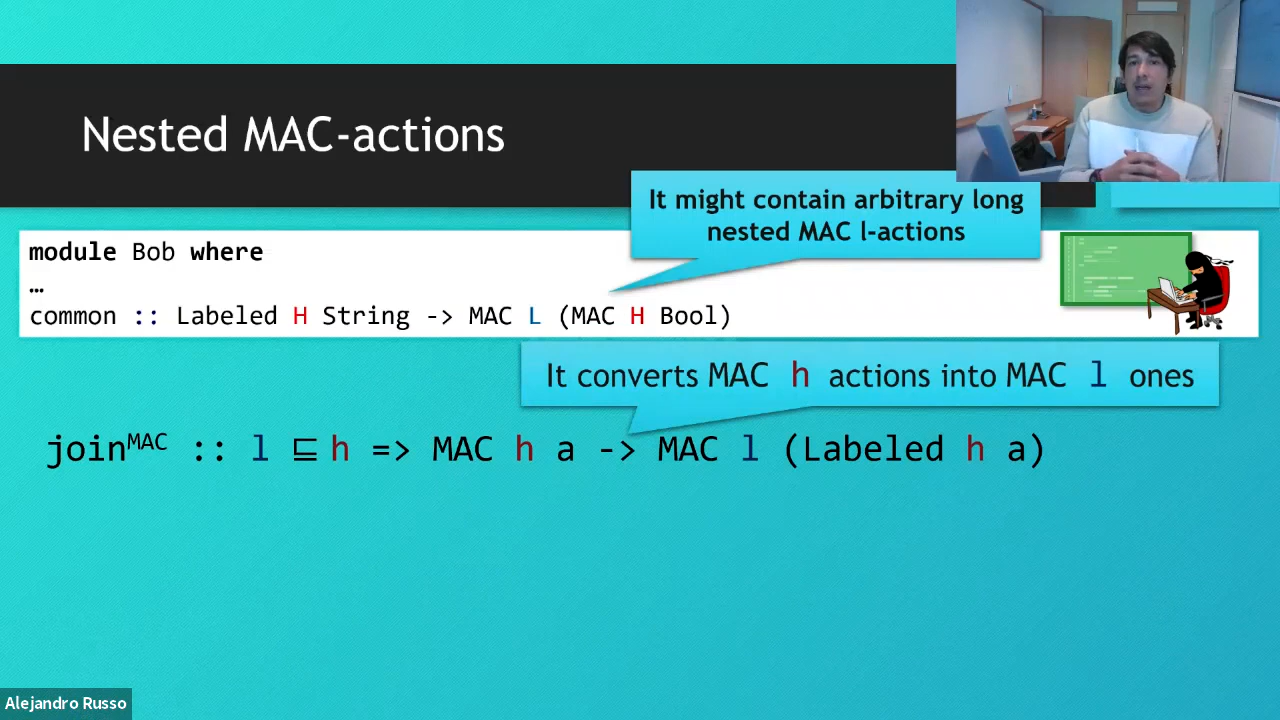 Nested MAC-actions
It might contain arbitrary long
nested MAC l-actions
module Bob where
…
common :: Labeled H String -> MAC L (MAC H Bool)
It converts MAC h actions into MAC l ones
joinᴹᴬᶜ :: l ⊑ h => MAC h a -> MAC l (Labeled h a)
Alejandro Russo